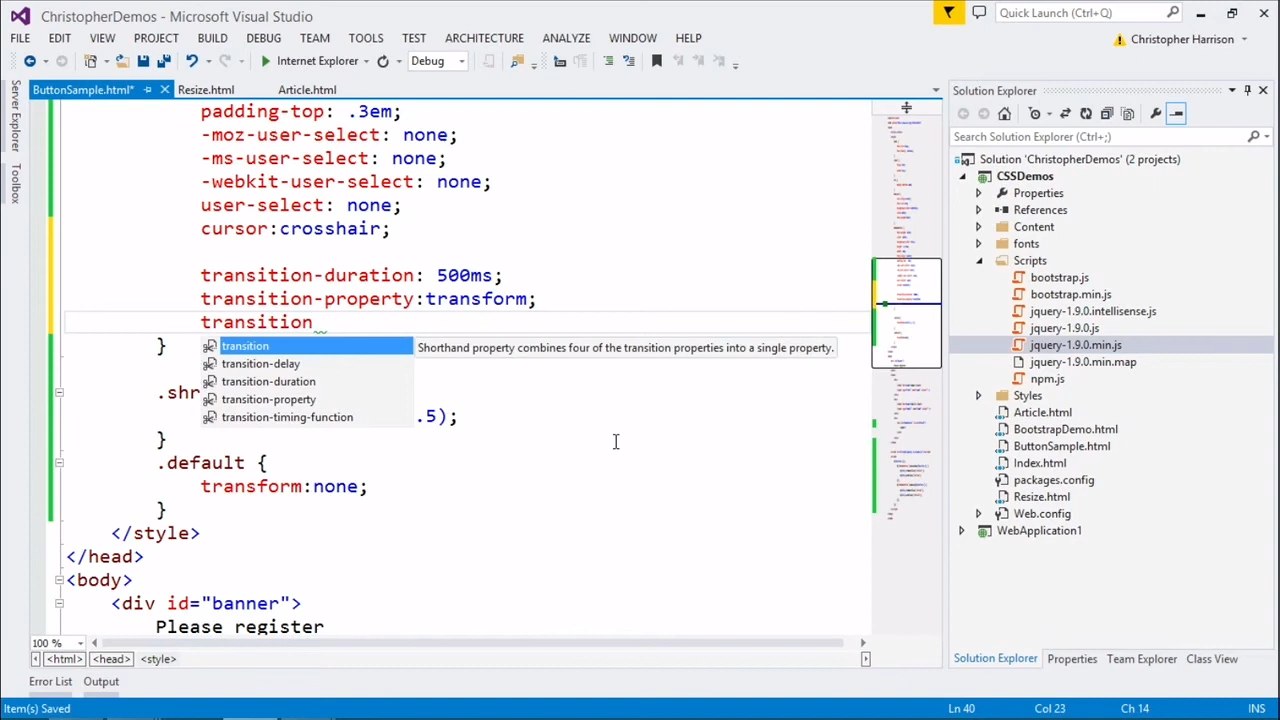 ChristopherDemos - Microsoft Visual Studio
Quick Launch (Ctrl+Q)
FILE EDIT VIEW PROJECT BUILD DEBUG TEAM TOOLS TEST ARCHITECTURE ANALYZE WINDOW HELP
Christopher Harrison
Internet Explorer Debug
ButtonSample.html* Resize.html Article.html
Server Explorer
Toolbox
padding-top: .3em;
-moz-user-select: none;
-ms-user-select: none;
-webkit-user-select: none;
user-select: none;
cursor:crosshair;
transition-duration: 500ms;
transition-property:transform;
transition
}
transition
Shorthand property combines four of the transition properties into a single property.
transition-delay
transition-duration
transition-property
transition-timing-function
.shr
.5);
}
.default {
transform:none;
}
</style>
</head>
<body>
<div id="banner">
Please register
100 %
<html> <head> <style>
Error List Output
Solution Explorer
Search Solution Explorer (Ctrl+;)
Solution 'ChristopherDemos' (2 projects)
CSSDemos
Properties
References
Content
fonts
Scripts
bootstrap.js
bootstrap.min.js
jquery-1.9.0.intellisense.js
jquery-1.9.0.js
jquery-1.9.0.min.js
jquery-1.9.0.min.map
npm.js
Styles
Article.html
BootstrapDemo.html
ButtonSample.html
Index.html
packages.config
Resize.html
Web.config
WebApplication1
Solution Explorer Properties Team Explorer Class View
Item(s) Saved Ln 40 Col 23 Ch 14 INS